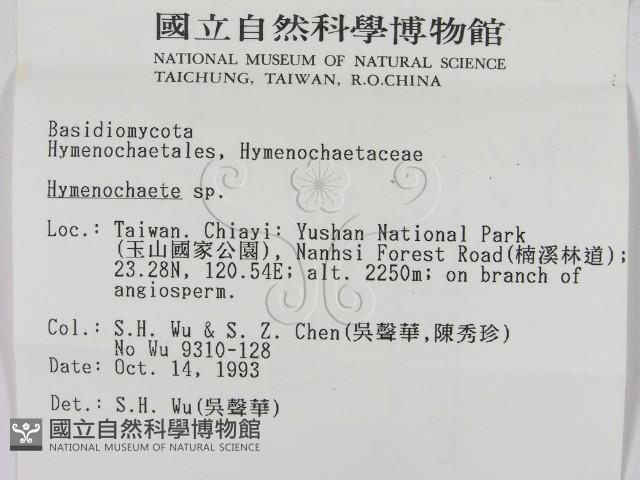 國立自然科學博物館
NATIONAL MUSEUM OF NATURAL SCIENCE
TAICHUNG, TAIWAN, R.O.CHINA
Basidiomycota
Hymenochaetales, Hymenochaetaceae
Hymenochaete sp.
Loc.: Taiwan. Chiayi: Yushan National Park
(玉山國家公園), Nanhsi Forest Road(楠溪林道);
23.28N, 120.54E; alt. 2250m; on branch of
angiosperm.
Col.: S.H. Wu & S. Z. Chen(吳聲華,陳秀珍)
No Wu 9310-128
Date: Oct. 14, 1993
Det.: S.H. Wu(吳聲華)
國立自然科學博物館
NATIONAL MUSEUM OF NATURAL SCIENCE